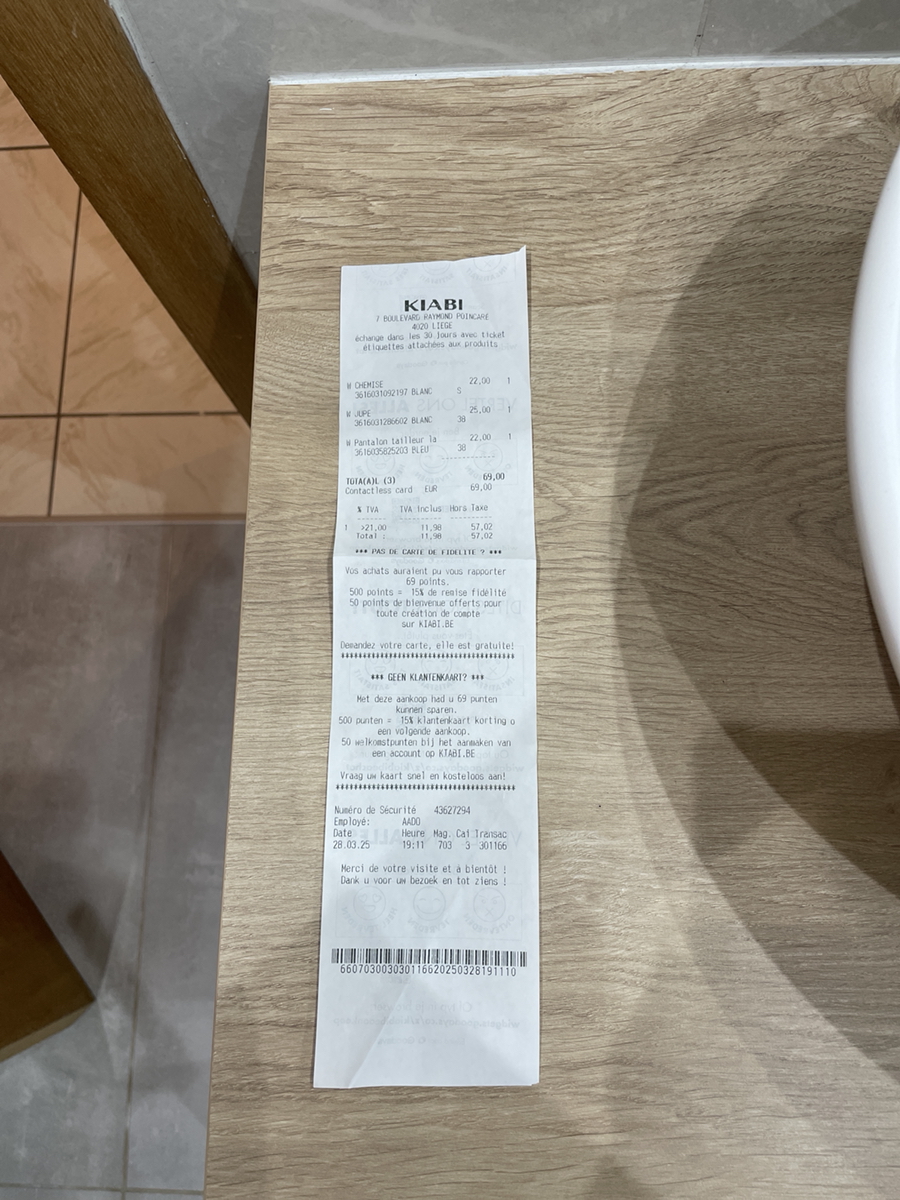 KIABI
7 BOULEVARD RAYMOND POINCARE
4020 LIEGE
échange dans les 30 jours avec ticket
étiquettes attachées aux produits
W CHEMISE 22,00 1
3616031092197 BLANC S
W JUPE 25,00 1
3616031286602 BLANC 38
W Pantalon tailleur la 22,00 1
3616035825203 BLEU 38
------------
TOTA(A)L (3) 69,00
Contactless card EUR 69,00
% TVA TVA inclus Hors Taxe
1 >21,00 11,98 57,02
Total : 11,98 57,02
*** PAS DE CARTE DE FIDELITE ? ***
Vos achats auraient pu vous rapporter
69 points.
500 points = 15% de remise fidélité
50 points de bienvenue offerts pour
toute création de compte
sur KIABI.BE
Demandez votre carte, elle est gratuite!
****************************************
*** GEEN KLANTENKAART? ***
Met deze aankoop had u 69 punten
kunnen sparen.
500 punten = 15% klantenkaart korting o
een volgende aankoop.
50 welkomstpunten bij het aanmaken van
een account op KIABI.BE
Vraag uw kaart snel en kosteloos aan!
****************************************
Numéro de Sécurité 43627294
Employé: AADO
Date Heure Mag. Cai Transac
28.03.25 19:11 703 3 301166
Merci de votre visite et à bientôt !
Dank u voor uw bezoek en tot ziens !
66070300303011662025032819​1110